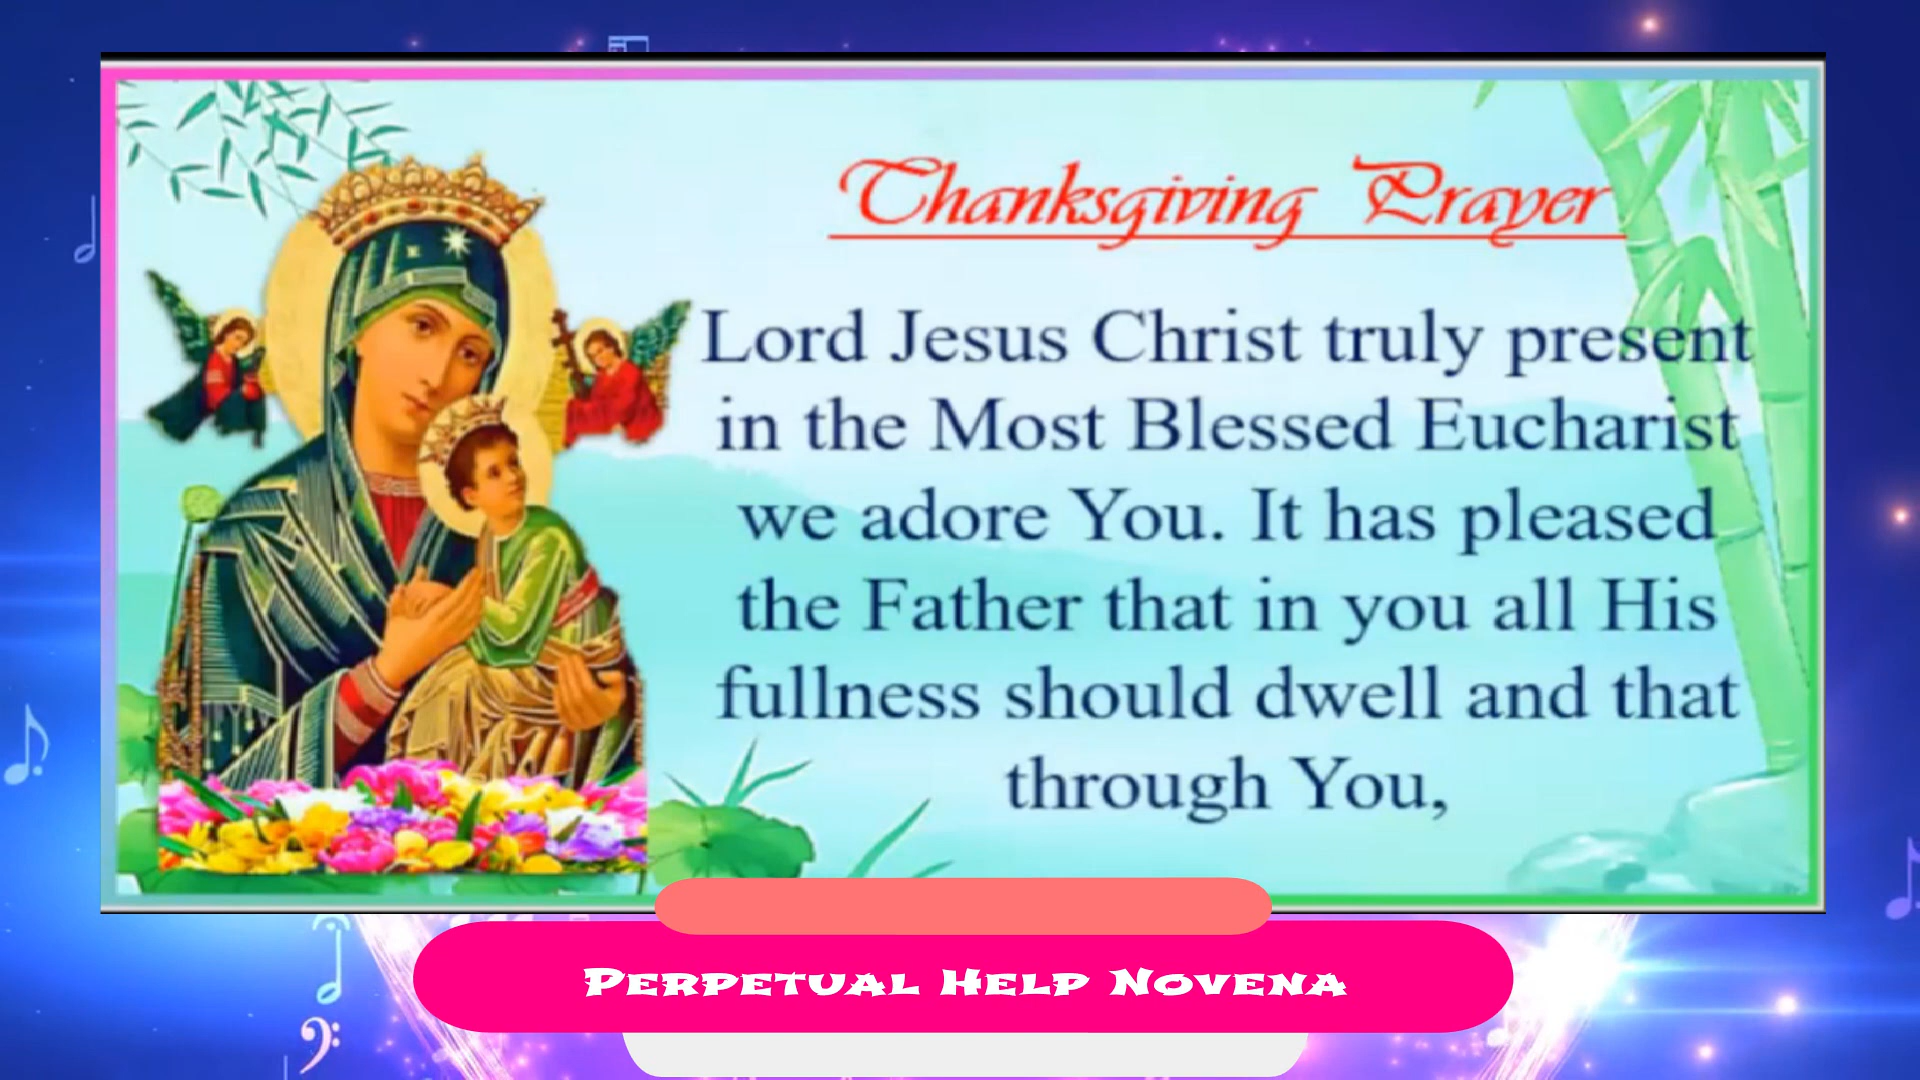 Thanksgiving Prayer
Lord Jesus Christ truly present
in the Most Blessed Eucharist
we adore You. It has pleased
the Father that in you all His
fullness should dwell and that
through You,
Perpetual Help Novena